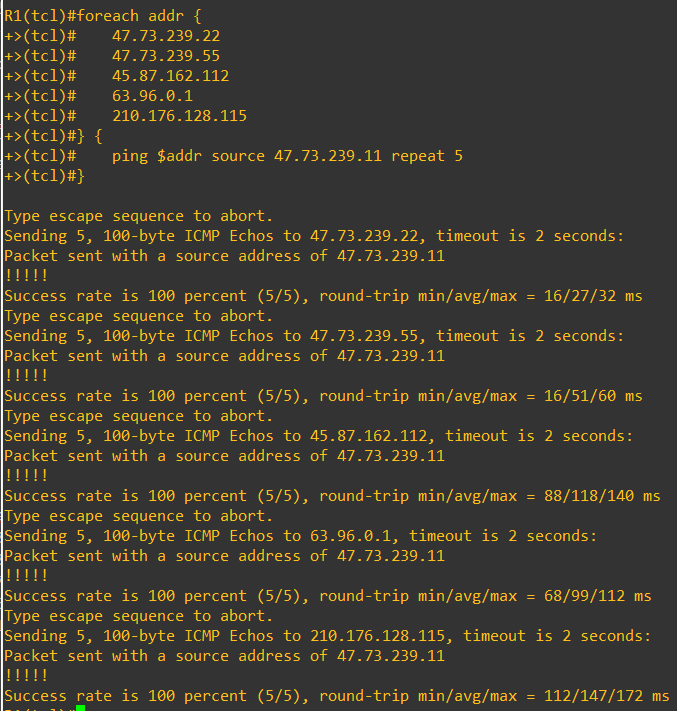 R1(tcl)#foreach addr {
+>(tcl)#    47.73.239.22
+>(tcl)#    47.73.239.55
+>(tcl)#    45.87.162.112
+>(tcl)#    63.96.0.1
+>(tcl)#    210.176.128.115
+>(tcl)#} {
+>(tcl)#    ping $addr source 47.73.239.11 repeat 5
+>(tcl)#}
Type escape sequence to abort.
Sending 5, 100-byte ICMP Echos to 47.73.239.22, timeout is 2 seconds:
Packet sent with a source address of 47.73.239.11
!!!!!
Success rate is 100 percent (5/5), round-trip min/avg/max = 16/27/32 ms
Type escape sequence to abort.
Sending 5, 100-byte ICMP Echos to 47.73.239.55, timeout is 2 seconds:
Packet sent with a source address of 47.73.239.11
!!!!!
Success rate is 100 percent (5/5), round-trip min/avg/max = 16/51/60 ms
Type escape sequence to abort.
Sending 5, 100-byte ICMP Echos to 45.87.162.112, timeout is 2 seconds:
Packet sent with a source address of 47.73.239.11
!!!!!
Success rate is 100 percent (5/5), round-trip min/avg/max = 88/118/140 ms
Type escape sequence to abort.
Sending 5, 100-byte ICMP Echos to 63.96.0.1, timeout is 2 seconds:
Packet sent with a source address of 47.73.239.11
!!!!!
Success rate is 100 percent (5/5), round-trip min/avg/max = 68/99/112 ms
Type escape sequence to abort.
Sending 5, 100-byte ICMP Echos to 210.176.128.115, timeout is 2 seconds:
Packet sent with a source address of 47.73.239.11
!!!!!
Success rate is 100 percent (5/5), round-trip min/avg/max = 112/147/172 ms
R1(tcl)#